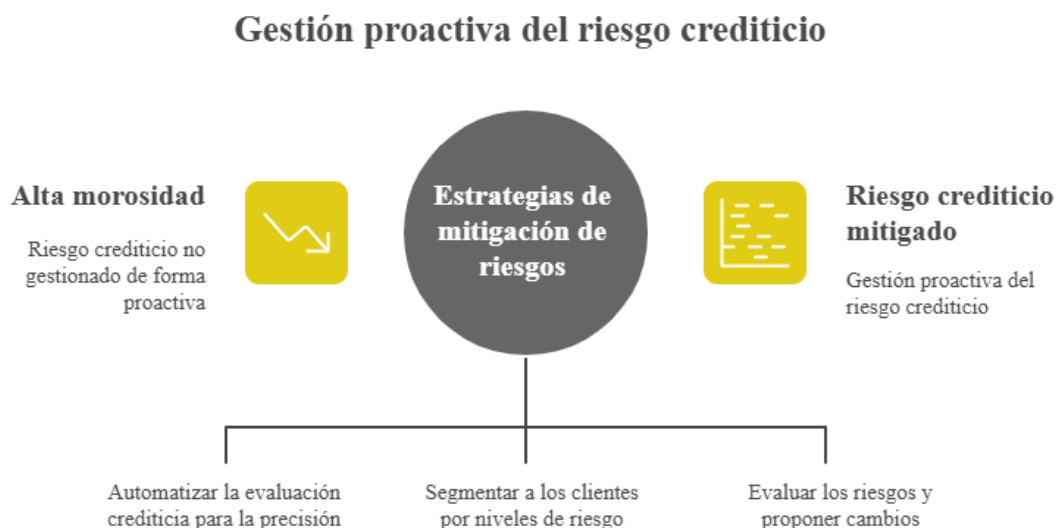 Gestión proactiva del riesgo crediticio
Alta morosidad
Riesgo crediticio no
gestionado de forma
proactiva
Estrategias de
mitigación de
riesgos
Riesgo crediticio
mitigado
Gestión proactiva del
riesgo crediticio
Automatizar la evaluación
crediticia para la precisión
Segmentar a los clientes
por niveles de riesgo
Evaluar los riesgos y
proponer cambios